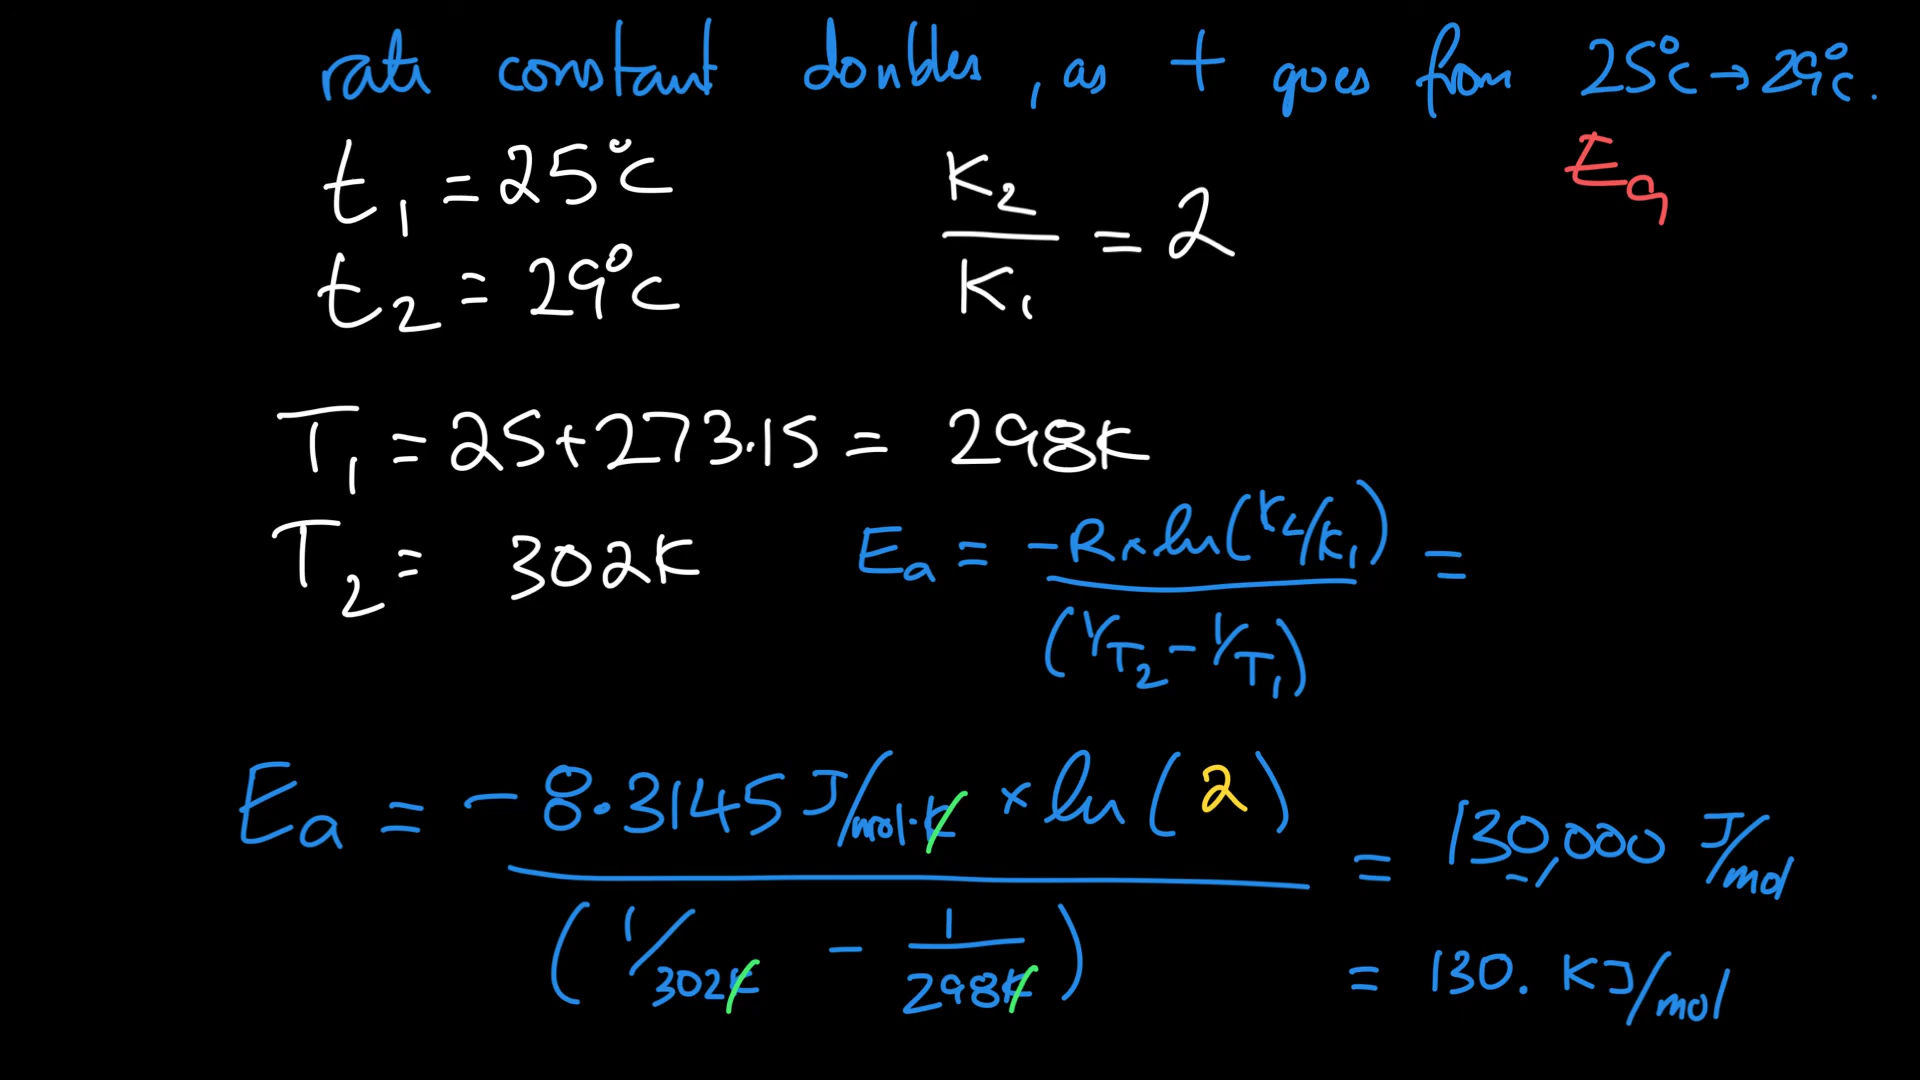 rate constant doubles, as t goes from 25°C → 29°C.
Ea
t₁ = 25°C
t₂ = 29°C
K₂/K₁ = 2
T₁ = 25+273.15 = 298K
T₂ = 302K
Ea = -R×ln(K₂/K₁) / (1/T₂ - 1/T₁) =
Ea = -8.3145 J/mol·K × ln(2) / (1/302K - 1/298K) = 130,000 J/mol
= 130. KJ/mol